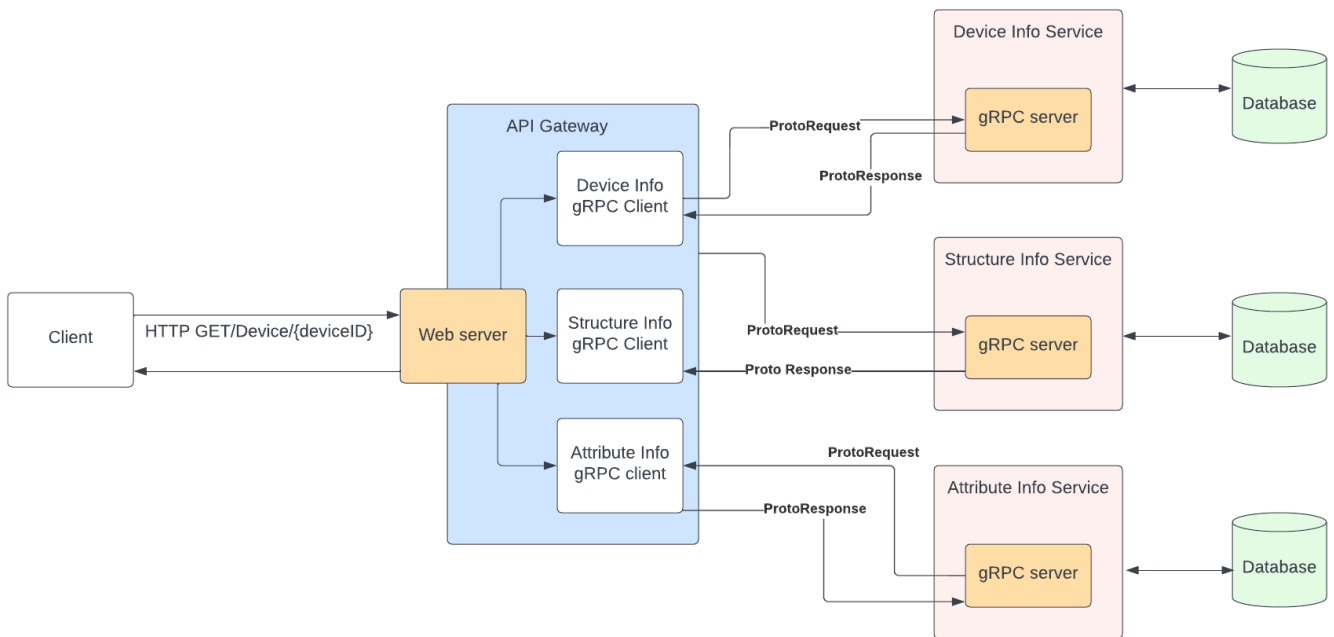 Device Info Service
gRPC server
Database
API Gateway
ProtoRequest
ProtoResponse
Device Info
gRPC Client
Client
HTTP GET/Device/{deviceID}
Web server
Structure Info
gRPC Client
ProtoRequest
Proto Response
Structure Info Service
gRPC server
Database
Attribute Info
gRPC client
ProtoRequest
ProtoResponse
Attribute Info Service
gRPC server
Database